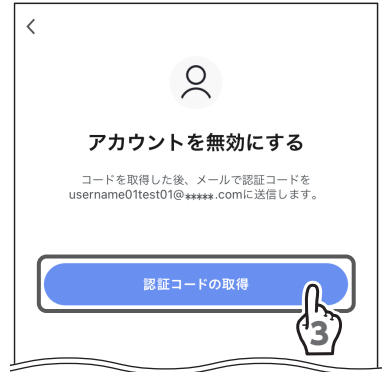 アカウントを無効にする
コードを取得した後、メールで認証コードを
username01test01@*****.comに送信します。
認証コードの取得
3